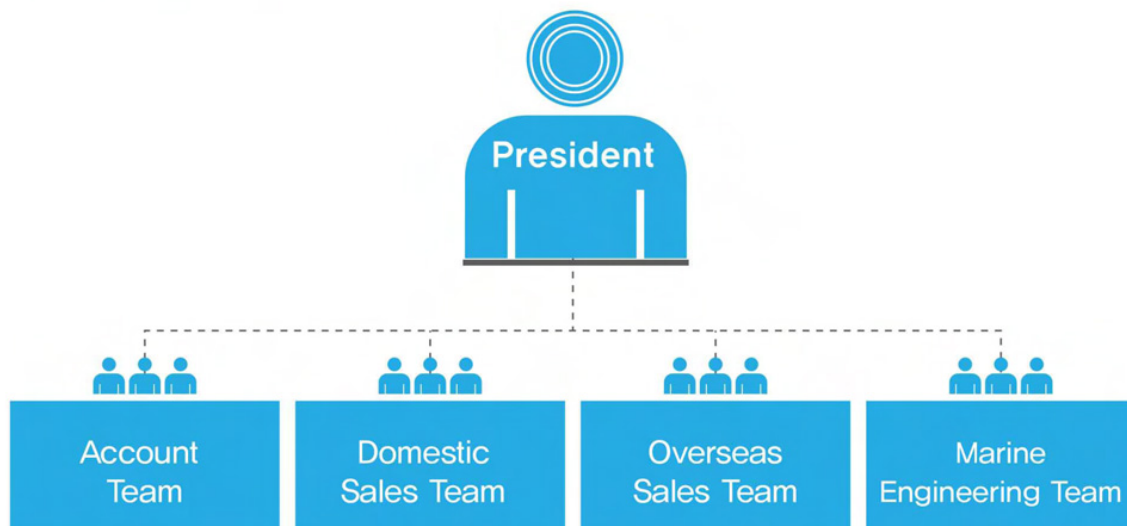 President
Account
Team
Domestic
Sales Team
Overseas
Sales Team
Marine
Engineering Team